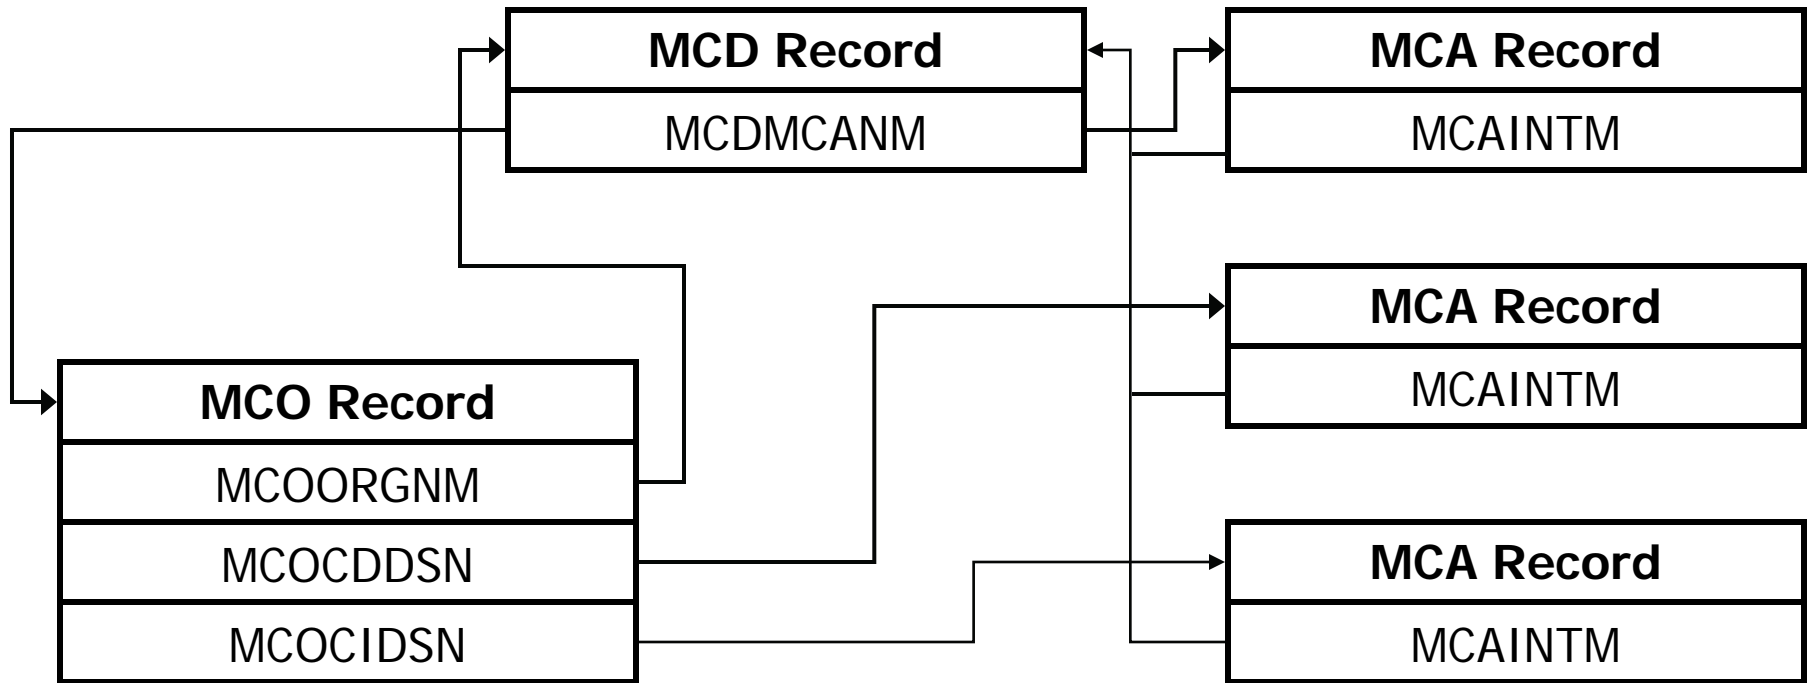 MCD Record
MCDMCANM
MCA Record
MCAINTM
MCA Record
MCAINTM
MCO Record
MCOORGNM
MCOCDDSN
MCOCIDSN
MCA Record
MCAINTM